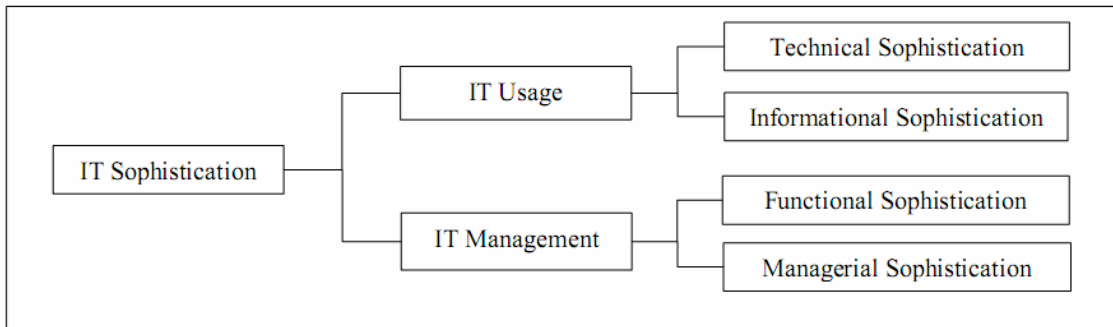 Technical Sophistication
IT Usage
Informational Sophistication
IT Sophistication
Functional Sophistication
IT Management
Managerial Sophistication